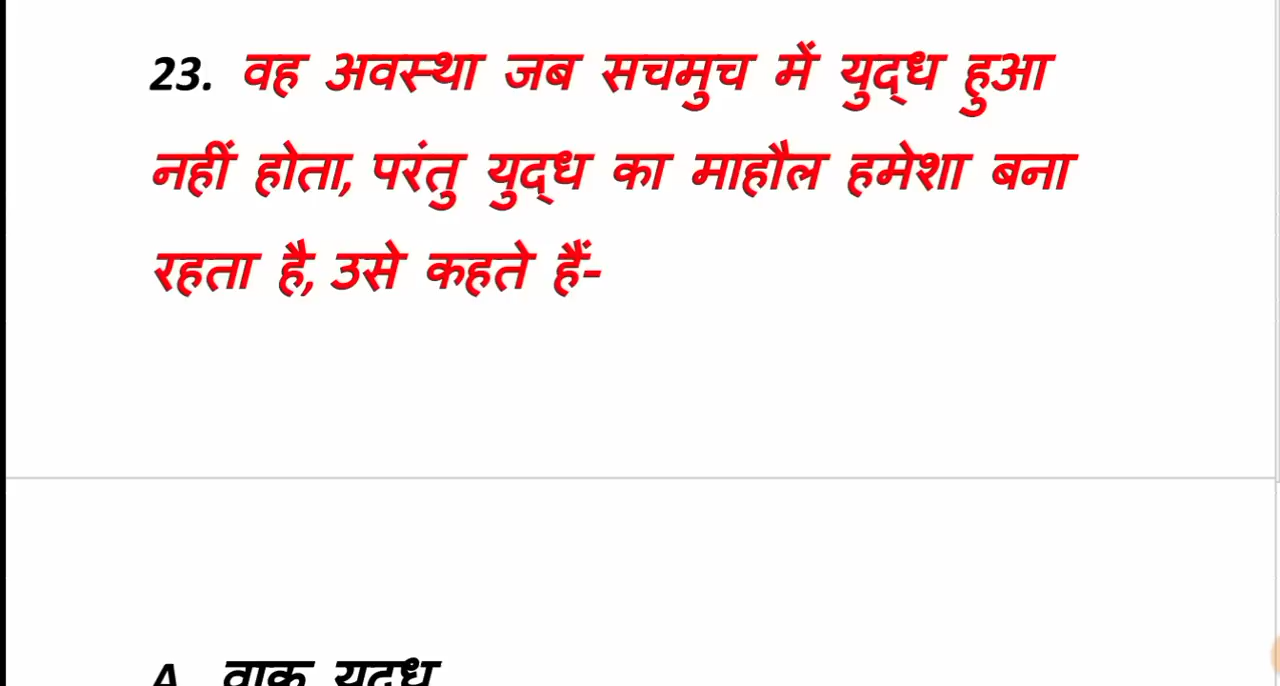 23. वह अवस्था जब सचमुच में युद्ध हुआ
नहीं होता, परंतु युद्ध का माहौल हमेशा बना
रहता है, उसे कहते हैं-
A वाक युद्ध